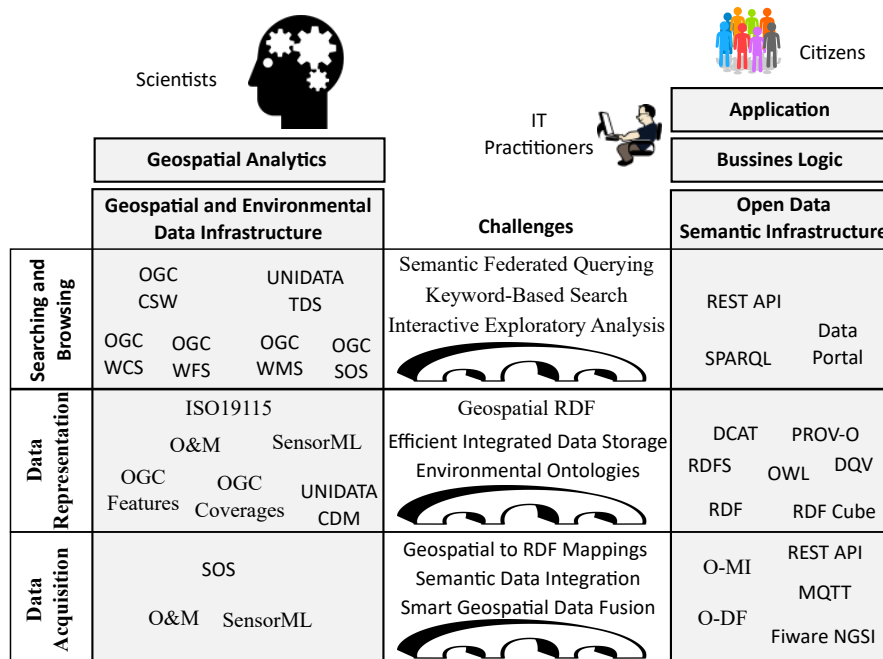 Scientists
Citizens
IT
Practitioners
Application
Geospatial Analytics
Bussines Logic
Geospatial and Environmental
Data Infrastructure
Challenges
Open Data
Semantic Infrastructure
Searching and
Browsing
OGC
CSW
UNIDATA
TDS
OGC
WCS
OGC
WFS
OGC
WMS
OGC
SOS
Semantic Federated Querying
Keyword-Based Search
Interactive Exploratory Analysis
REST API
SPARQL
Data
Portal
Data
Representation
ISO19115
O&M
SensorML
OGC
Features
OGC
Coverages
UNIDATA
CDM
Geospatial RDF
Efficient Integrated Data Storage
Environmental Ontologies
DCAT
PROV-O
RDFS
OWL
DQV
RDF
RDF Cube
Data
Acquisition
SOS
O&M
SensorML
Geospatial to RDF Mappings
Semantic Data Integration
Smart Geospatial Data Fusion
O-MI
REST API
MQTT
O-DF
Fiware NGSI